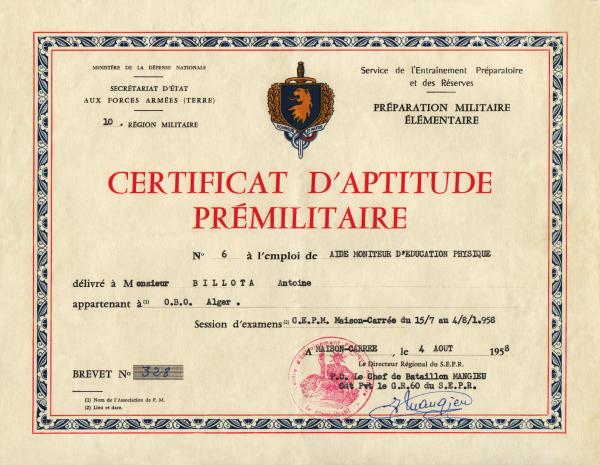 MINISTÈRE DE LA DÉFENSE NATIONALE
SECRÉTARIAT D'ÉTAT
AUX FORCES ARMÉES (TERRE)
10 e RÉGION MILITAIRE
Service de l'Entraînement Préparatoire
et des Réserves
PRÉPARATION MILITAIRE
ÉLÉMENTAIRE
CERTIFICAT D'APTITUDE
PRÉMILITAIRE
N° 6 à l'emploi de AIDE MONITEUR D'EDUCATION PHYSIQUE
délivré à Monsieur BILLOTA Antoine
appartenant à (1) O.B.O. Alger .
Session d'examens (2) C.E.P.M. Maison-Carrée du 15/7 au 4/8/1.958
A MAISON-CARREE , le 4 AOUT 1958
Le Directeur Régional du S.E.P.R.
BREVET N° 328
P.O. Le Chef de Bataillon MANGIEU
Cdt Pvt le G.R.60 du S.E.P.R.
(1) Nom de l'Association de P. M.
(2) Lieu et date.